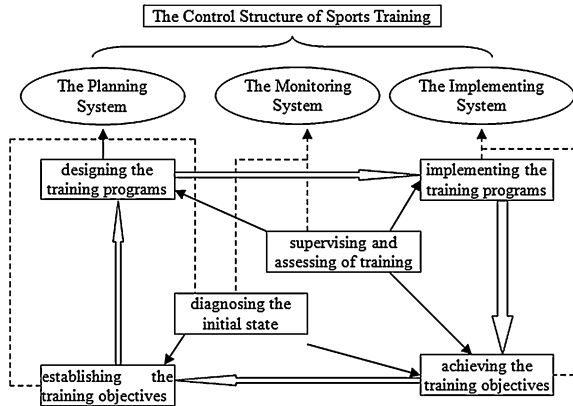 The Control Structure of Sports Training
The Planning
System
The Monitoring
System
The Implementing
System
designing the
training programs
implementing the
training programs
supervising and
assessing of training
diagnosing the
initial state
establishing the
training objectives
achieving the
training objectives